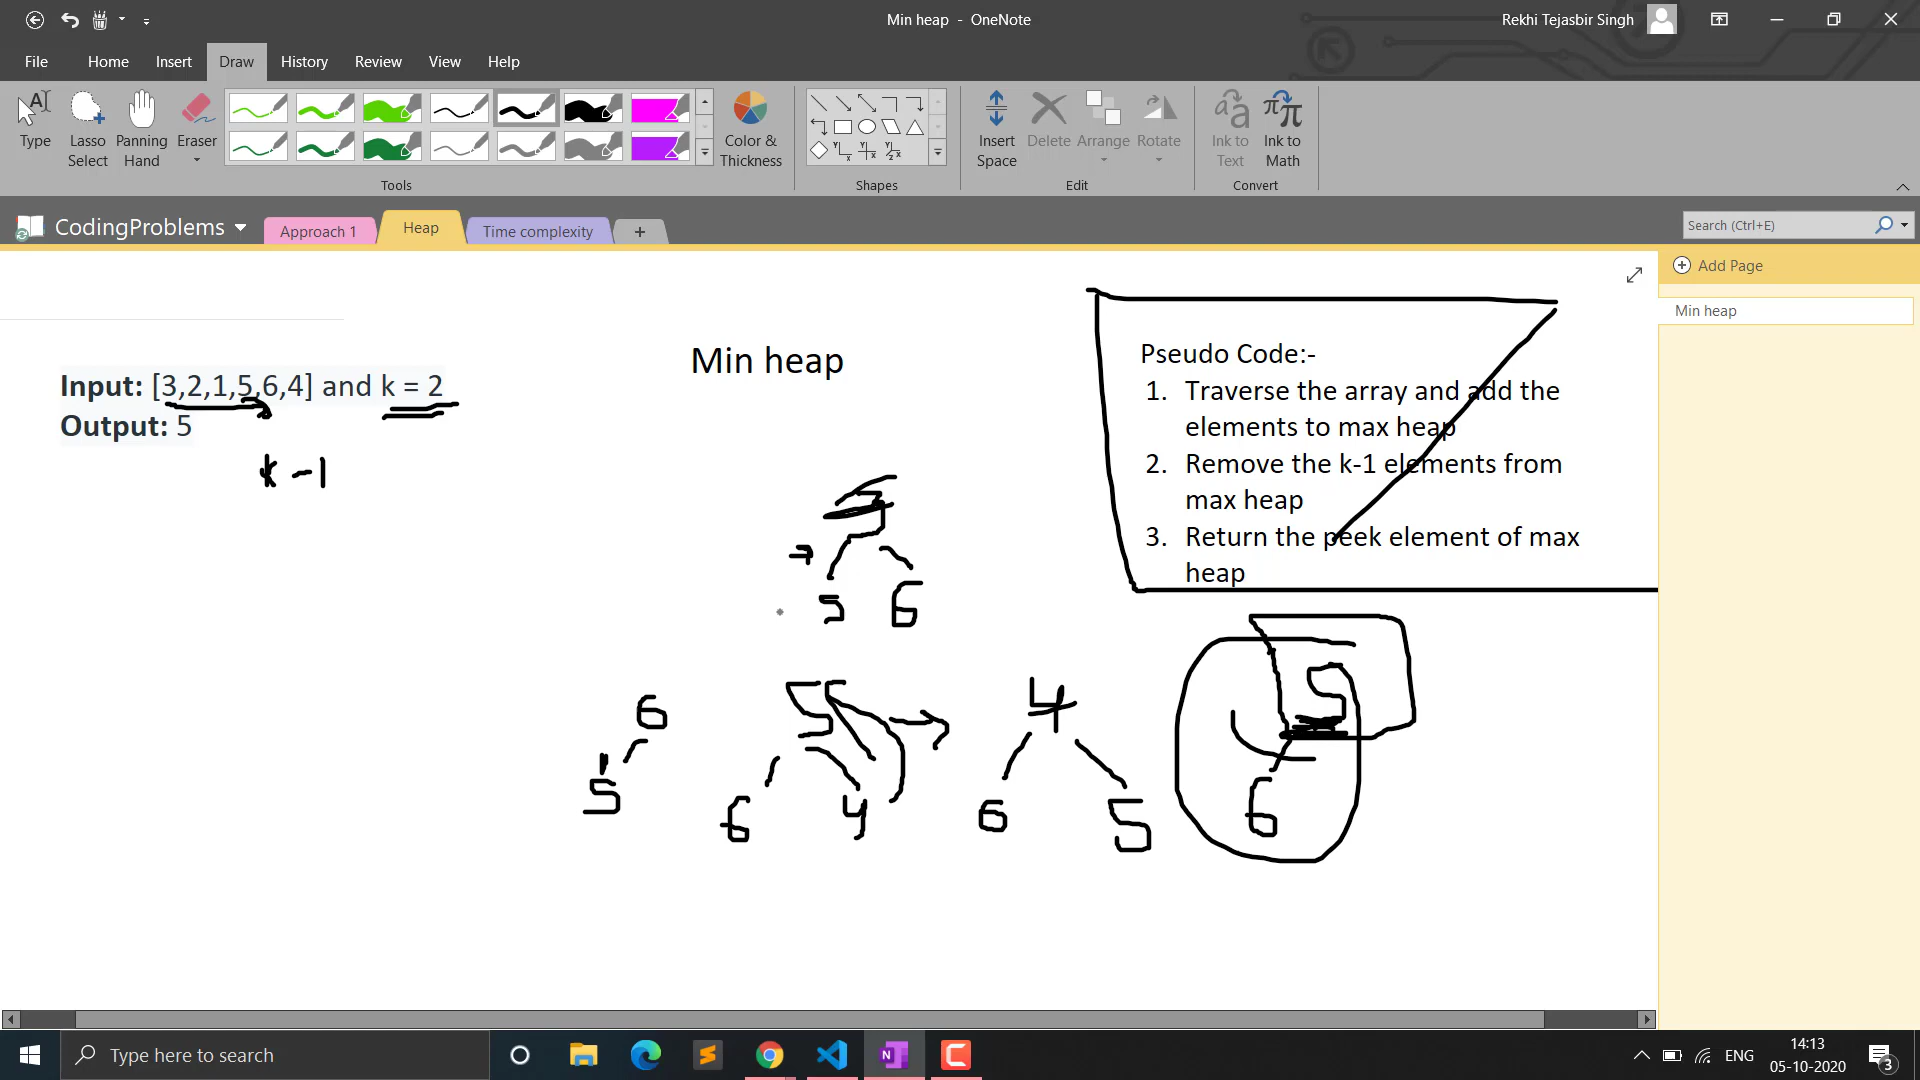 Min heap - OneNote
Rekhi Tejasbir Singh
File Home Insert Draw History Review View Help
Type
Lasso Select
Panning Hand
Eraser
Color & Thickness
Insert Space
Delete
Arrange
Rotate
Ink to Text
Ink to Math
Tools
Shapes
Edit
Convert
CodingProblems
Approach 1
Heap
Time complexity
Search (Ctrl+E)
Add Page
Min heap
Min heap
Input: [3,2,1,5,6,4] and k = 2
Output: 5
k - 1
Pseudo Code:-
1. Traverse the array and add the
elements to max heap
2. Remove the k-1 elements from
max heap
3. Return the peek element of max
heap
5 6
6
5
5
6 4
4
6 5
5
6
Type here to search
ENG
14:13
05-10-2020
3